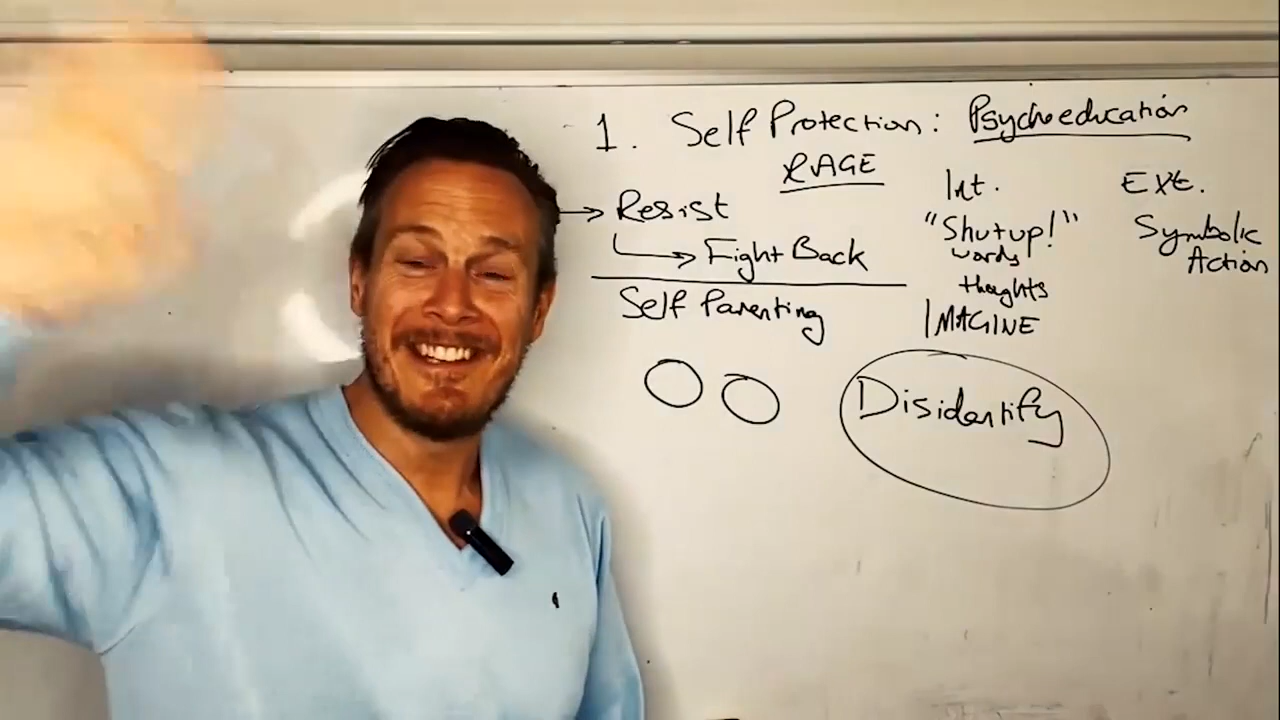 1. Self Protection: Psychoeducation
RAGE
→ Resist
→ Fight Back
Self Parenting
Int.
"Shut up!"
words
thoughts
IMAGINE
Ext.
Symbolic
Action
Disidentify